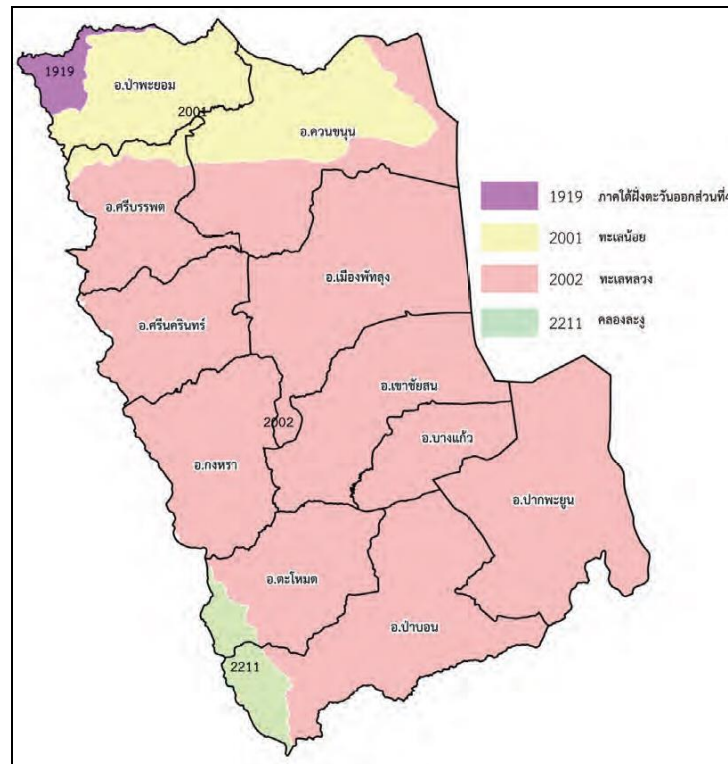 1919
อ.ป่าพะยอม
2001
อ.ควนขนุน
อ.ศรีบรรพต
อ.เมืองพัทลุง
อ.ศรีนครินทร์
อ.เขาชัยสน
2002
อ.บางแก้ว
อ.กงหรา
อ.ปากพะยูน
อ.ตะโหมด
อ.ป่าบอน
2211
1919 ภาคใต้ฝั่งตะวันออกส่วนที่4
2001 ทะเลน้อย
2002 ทะเลหลวง
2211 คลองละงู